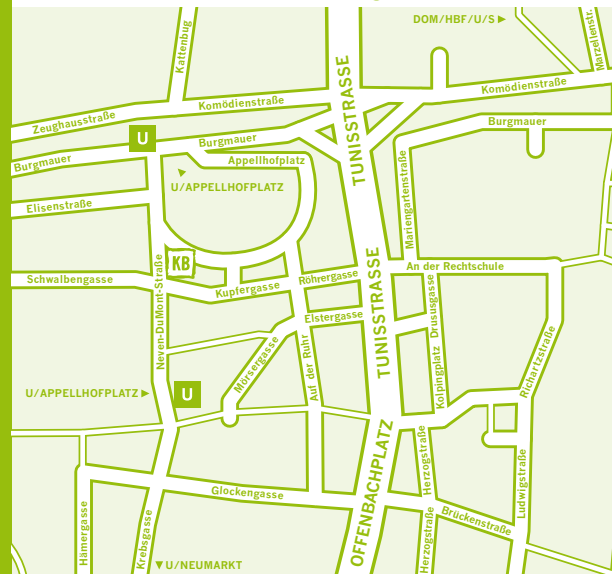 DOM/HBF/U/S
Marzellenstr.
Kattenbug
TUNISSTRASSE
Komödienstraße
Komödienstraße
Zeughausstraße
Burgmauer
U
Burgmauer
Burgmauer
Appellhofplatz
U/APPELLHOFPLATZ
Elisenstraße
Mariengartenstraße
KB
Neven-DuMont-Straße
TUNISSTRASSE
An der Rechtschule
Schwalbengasse
Kupfergasse
Röhrergasse
Drususgasse
Elstergasse
Mörsergasse
Auf der Ruhr
Kolpingplatz
Richartzstraße
U/APPELLHOFPLATZ
U
OFFENBACHPLATZ
Herzogstraße
Ludwigstraße
Glockengasse
Hämergasse
Krebsgasse
Herzogstraße
Brückenstraße
U/NEUMARKT